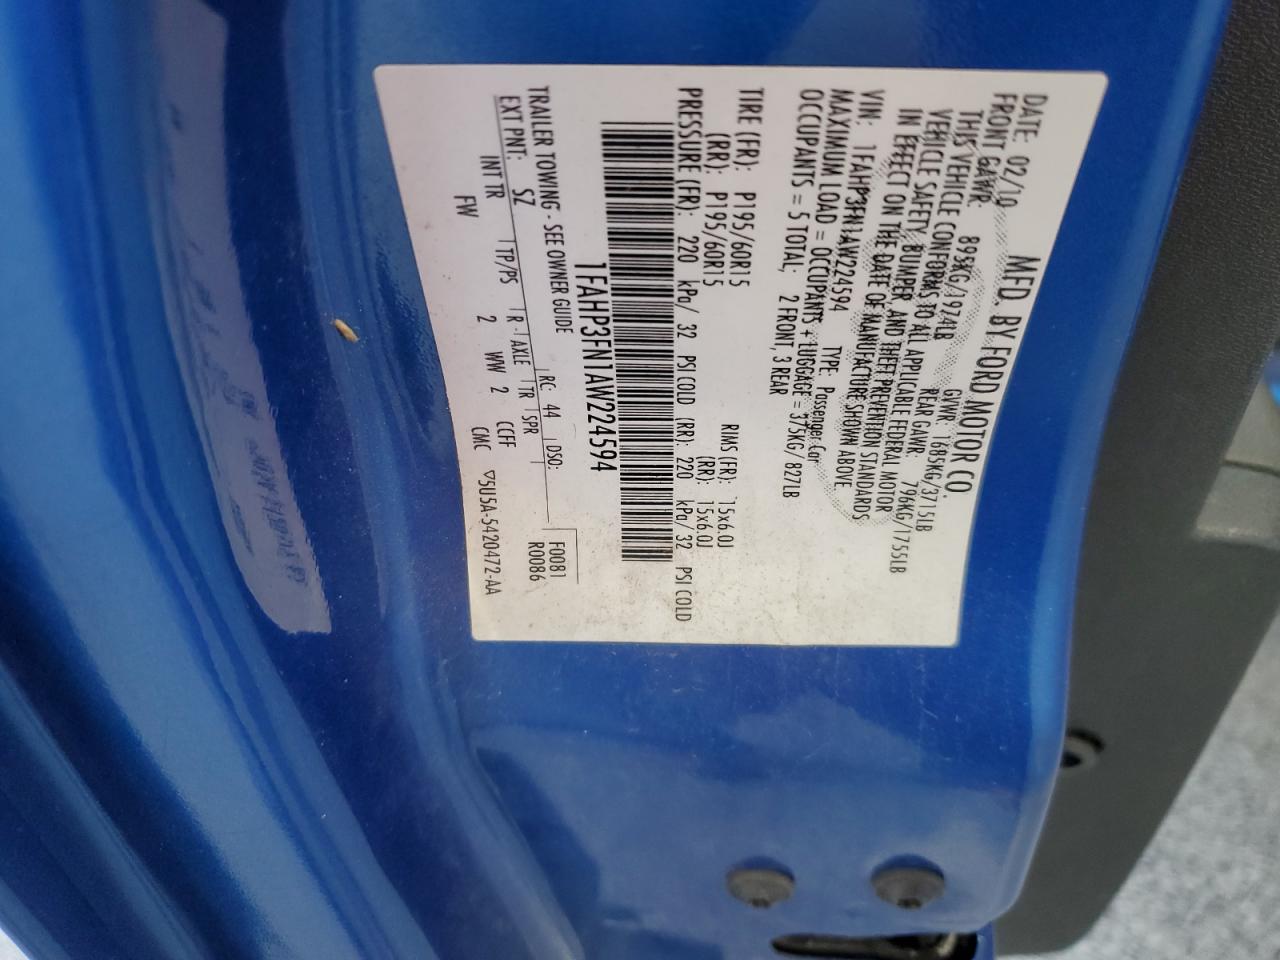 MFD. BY FORD MOTOR CO.
DATE: 02/10 GVWR: 1685KG/3715LB
FRONT GAWR: 895KG/1974LB REAR GAWR: 796KG/1755LB
THIS VEHICLE CONFORMS TO ALL APPLICABLE FEDERAL MOTOR
VEHICLE SAFETY, BUMPER, AND THEFT PREVENTION STANDARDS
IN EFFECT ON THE DATE OF MANUFACTURE SHOWN ABOVE
VIN: 1FAHP3FN1AW224594 TYPE: Passenger Car
MAXIMUM LOAD = OCCUPANTS + LUGGAGE = 375KG/ 827LB
OCCUPANTS = 5 TOTAL, 2 FRONT, 3 REAR
TIRE (FR): P195/60R15 RIMS (FR): 15x6.0J
(RR): P195/60R15 (RR): 15x6.0J
PRESSURE (FR): 220 kPa/ 32 PSI COLD (RR): 220 kPa/ 32 PSI COLD
1FAHP3FN1AW224594
F0081
TRAILER TOWING - SEE OWNER GUIDE R0086
EXT PNT: SZ RC: 44 DSO:
INT TR TP/PS R AXLE TR SPR
FW 2 WW 2 CCFF
CMC ▽5U5A-5420472-AA